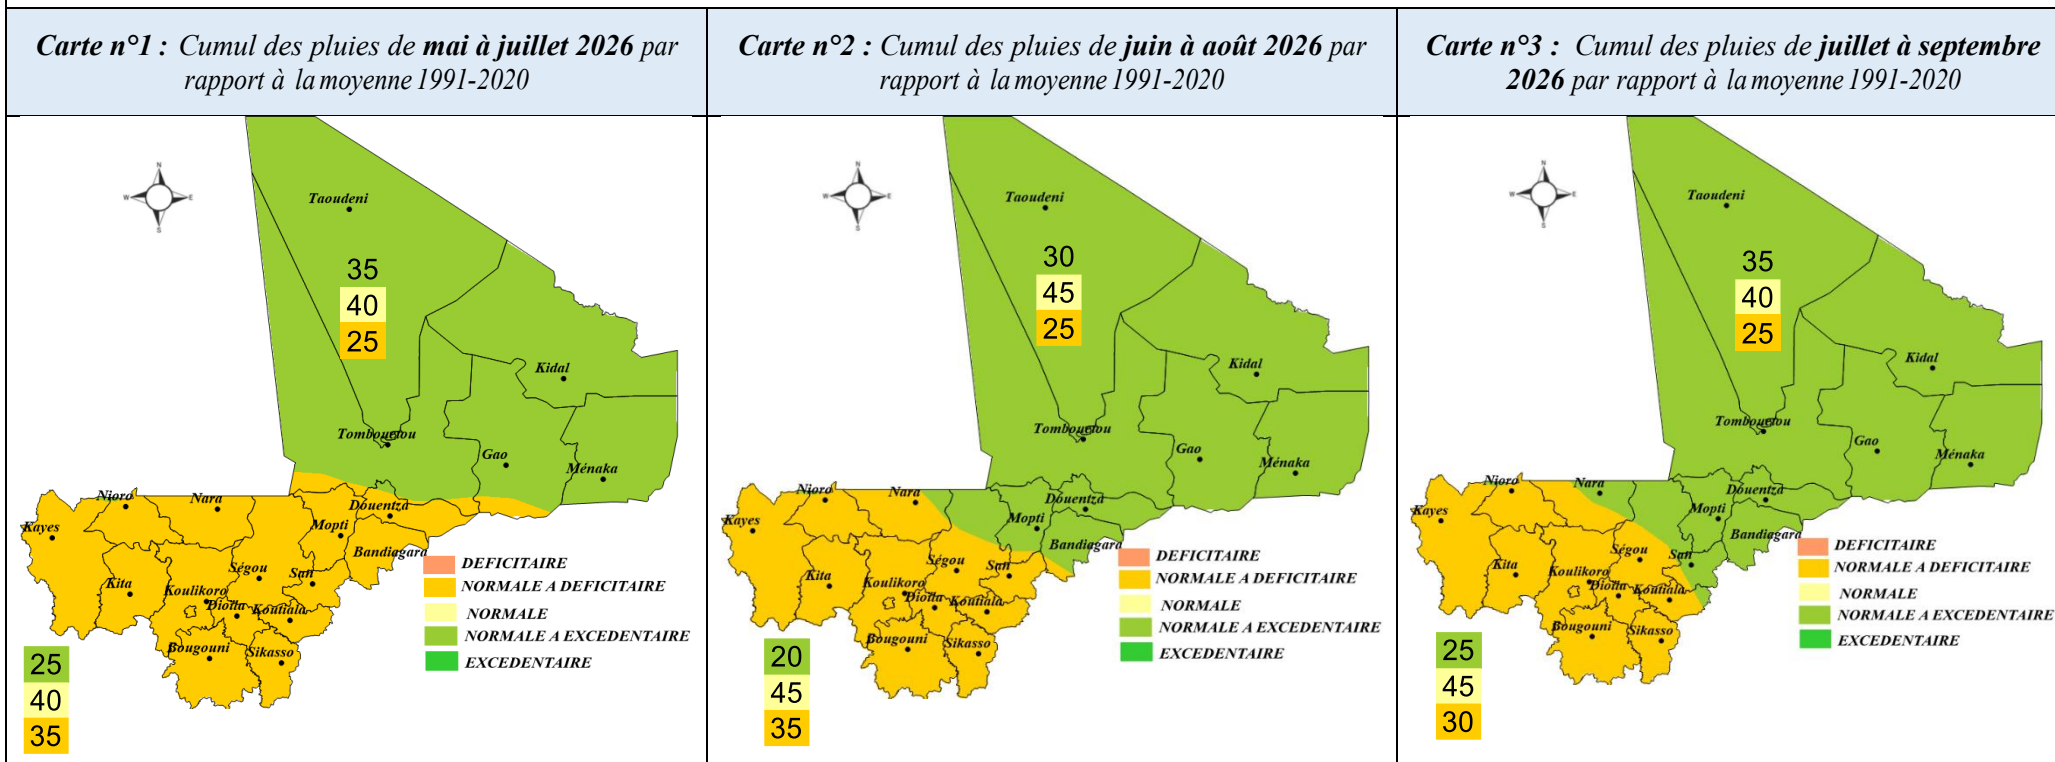 Carte n°1 : Cumul des pluies de mai à juillet 2026 par
rapport à la moyenne 1991-2020
N
W
E
S
Taoudeni
35
40
25
Kidal
Tombouctou
Gao
Ménaka
Nioro
Nara
Douentza
Kayes
Mopti
Bandiagara
Ségou
San
Kita
Koulikoro
Dioila
Koutiala
Bougouni
Sikasso
DEFICITAIRE
NORMALE A DEFICITAIRE
NORMALE
NORMALE A EXCEDENTAIRE
EXCEDENTAIRE
25
40
35
Carte n°2 : Cumul des pluies de juin à août 2026 par
rapport à la moyenne 1991-2020
N
W
E
S
Taoudeni
30
45
25
Kidal
Tombouctou
Gao
Ménaka
Nioro
Nara
Douentza
Kayes
Mopti
Bandiagara
Ségou
San
Kita
Koulikoro
Dioila
Koutiala
Bougouni
Sikasso
DEFICITAIRE
NORMALE A DEFICITAIRE
NORMALE
NORMALE A EXCEDENTAIRE
EXCEDENTAIRE
20
45
35
Carte n°3 : Cumul des pluies de juillet à septembre
2026 par rapport à la moyenne 1991-2020
N
W
E
S
Taoudeni
35
40
25
Kidal
Tombouctou
Gao
Ménaka
Nioro
Nara
Douentza
Kayes
Mopti
Bandiagara
Ségou
San
Kita
Koulikoro
Dioila
Koutiala
Bougouni
Sikasso
DEFICITAIRE
NORMALE A DEFICITAIRE
NORMALE
NORMALE A EXCEDENTAIRE
EXCEDENTAIRE
25
45
30